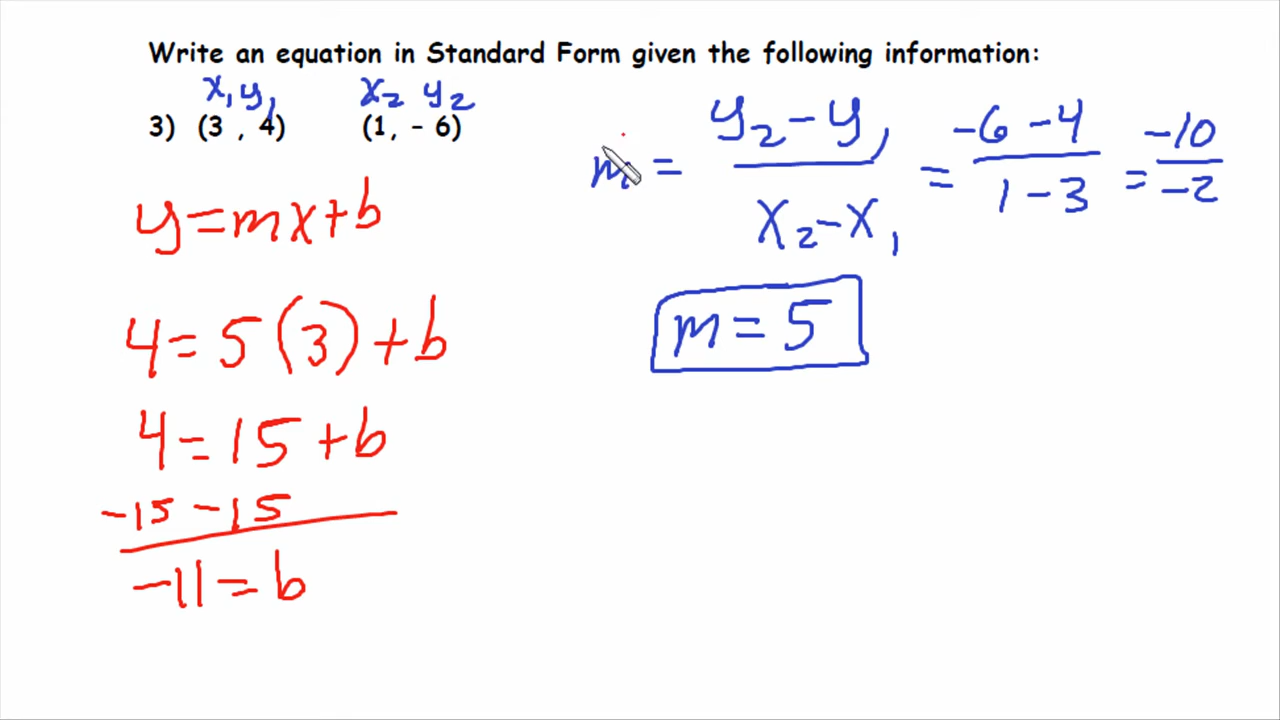 Write an equation in Standard Form given the following information:
x₁ y₁ x₂ y₂
3) (3 , 4) (1, - 6)
y = mx + b
4 = 5 (3) + b
4 = 15 + b
-15 -15
-11 = b
m = y₂ - y₁ / x₂ - x₁ = -6 - 4 / 1 - 3 = -10 / -2
m = 5